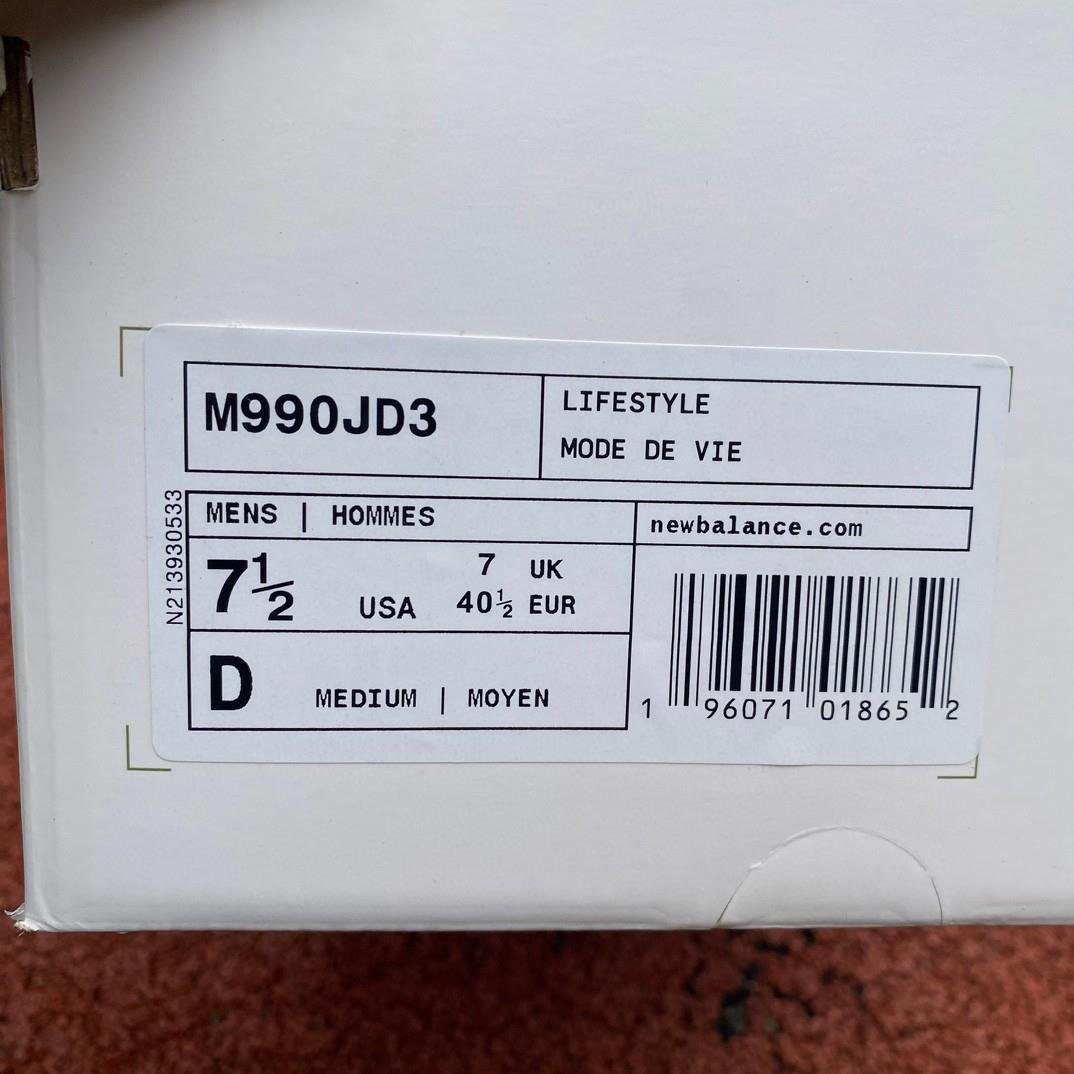 M990JD3
LIFESTYLE
MODE DE VIE
N213930533
MENS | HOMMES
newbalance.com
7½ USA
7 UK
40½ EUR
D MEDIUM | MOYEN
1 96071 01865 2